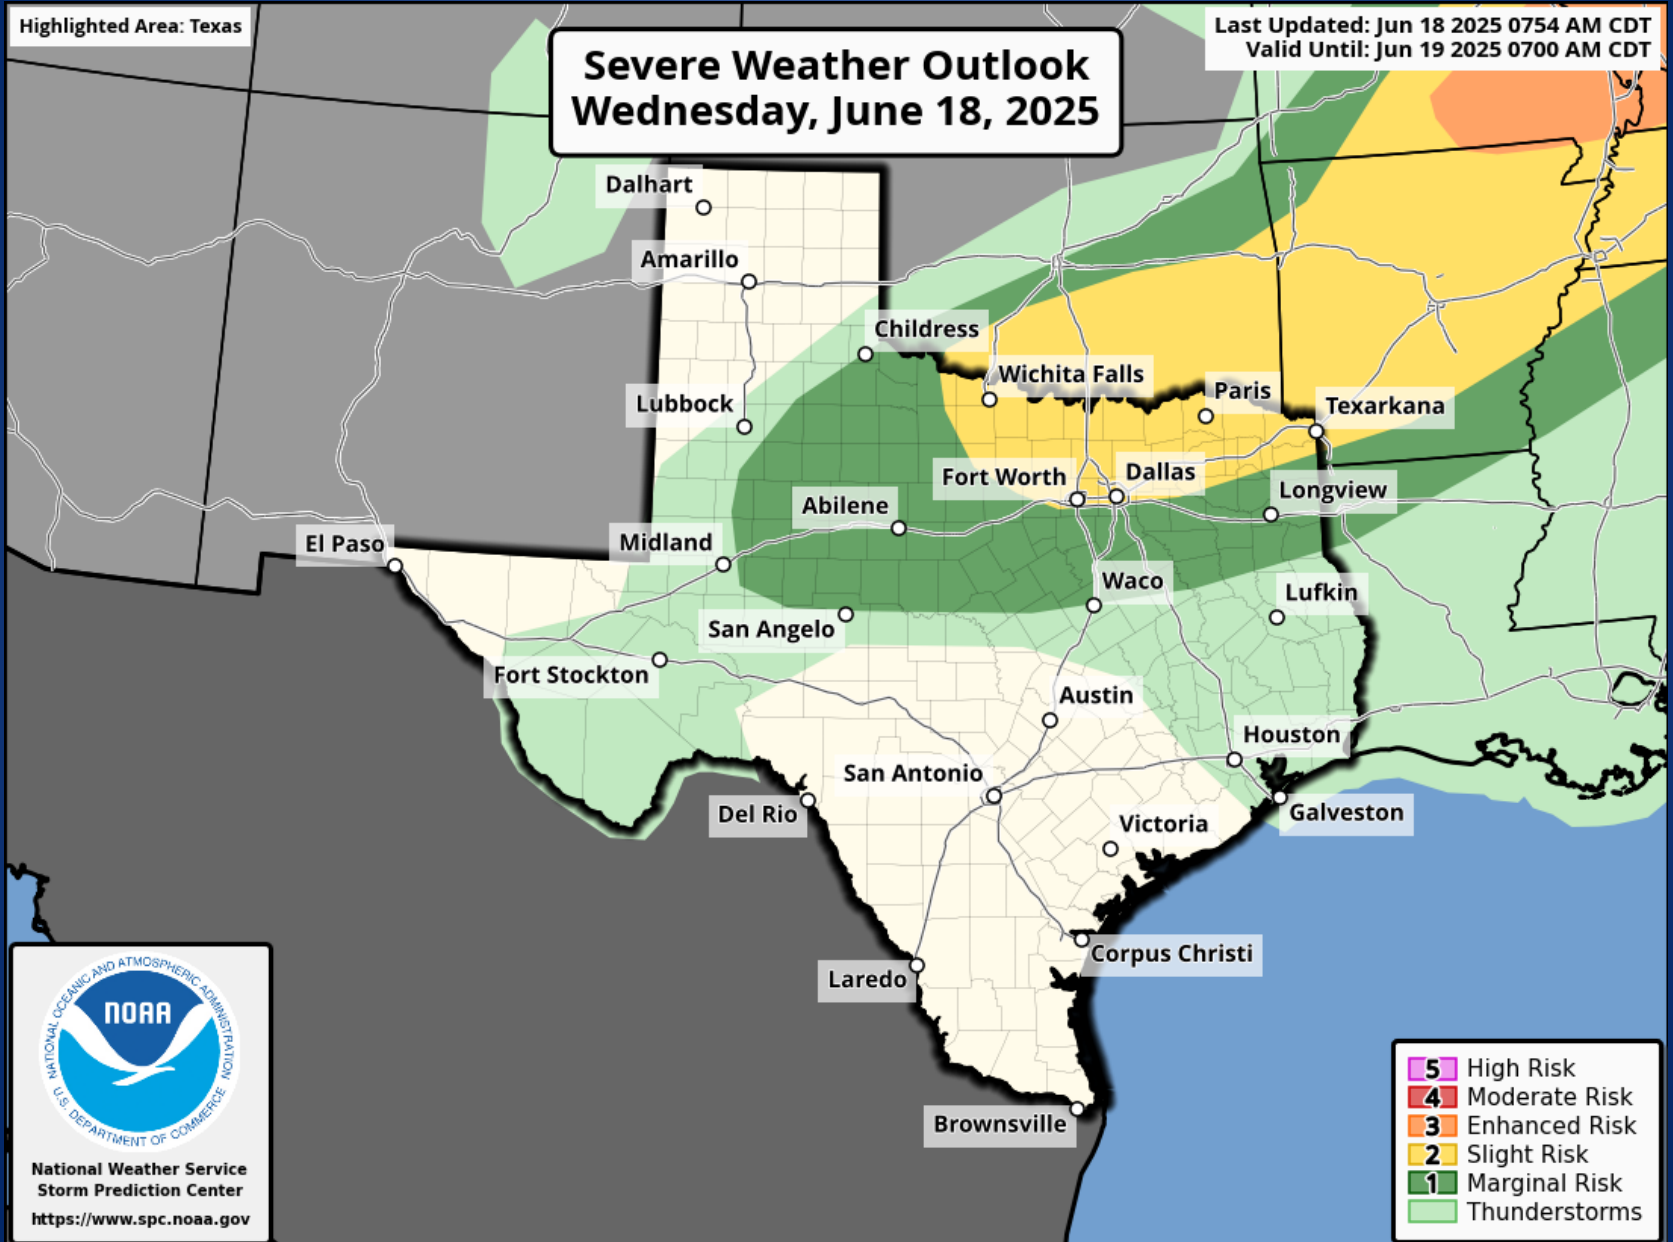 Highlighted Area: Texas
Severe Weather Outlook
Wednesday, June 18, 2025
Last Updated: Jun 18 2025 0754 AM CDT
Valid Until: Jun 19 2025 0700 AM CDT
Dalhart
Amarillo
Childress
Wichita Falls
Paris
Texarkana
Lubbock
Fort Worth
Dallas
Longview
Abilene
El Paso
Midland
Waco
Lufkin
San Angelo
Fort Stockton
Austin
Houston
San Antonio
Del Rio
Galveston
Victoria
Corpus Christi
Laredo
Brownsville
NATIONAL OCEANIC AND ATMOSPHERIC ADMINISTRATION
NOAA
U.S. DEPARTMENT OF COMMERCE
National Weather Service
Storm Prediction Center
https://www.spc.noaa.gov
5 High Risk
4 Moderate Risk
3 Enhanced Risk
2 Slight Risk
1 Marginal Risk
Thunderstorms